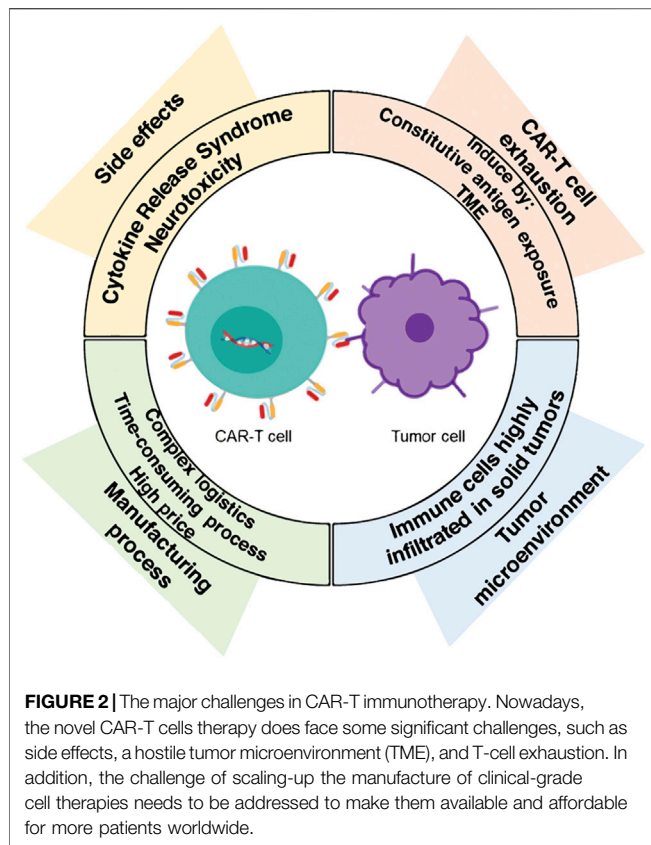 Side effects
Cytokine Release Syndrome
Neurotoxicity
CAR-T cell
exhaustion
Induce by:
Constitutive antigen exposure
TME
CAR-T cell
Tumor cell
Complex logistics
Time-consuming process
High price
Manufacturing
process
Immune cells highly
infiltrated in solid tumors
Tumor
microenvironment
FIGURE 2 | The major challenges in CAR-T immunotherapy. Nowadays,
the novel CAR-T cells therapy does face some significant challenges, such as
side effects, a hostile tumor microenvironment (TME), and T-cell exhaustion. In
addition, the challenge of scaling-up the manufacture of clinical-grade
cell therapies needs to be addressed to make them available and affordable
for more patients worldwide.